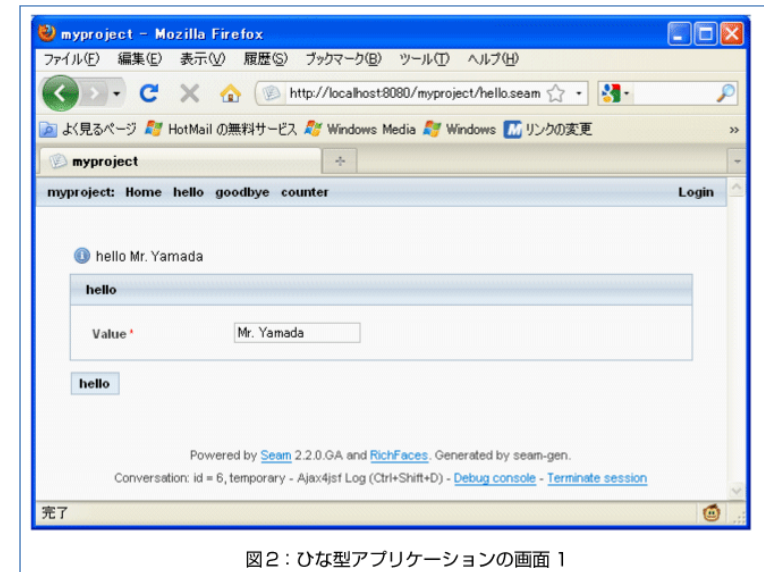 myproject - Mozilla Firefox
ファイル(F) 編集(E) 表示(V) 履歴(S) ブックマーク(B) ツール(T) ヘルプ(H)
http://localhost:8080/myproject/hello.seam
よく見るページ HotMail の無料サービス Windows Media Windows リンクの変更 »
myproject
myproject: Home hello goodbye counter Login
hello Mr. Yamada
hello
Value * Mr. Yamada
hello
Powered by Seam 2.2.0.GA and RichFaces. Generated by seam-gen.
Conversation: id = 6, temporary - Ajax4jsf Log (Ctrl+Shift+D) - Debug console - Terminate session
完了
図2:ひな型アプリケーションの画面 1